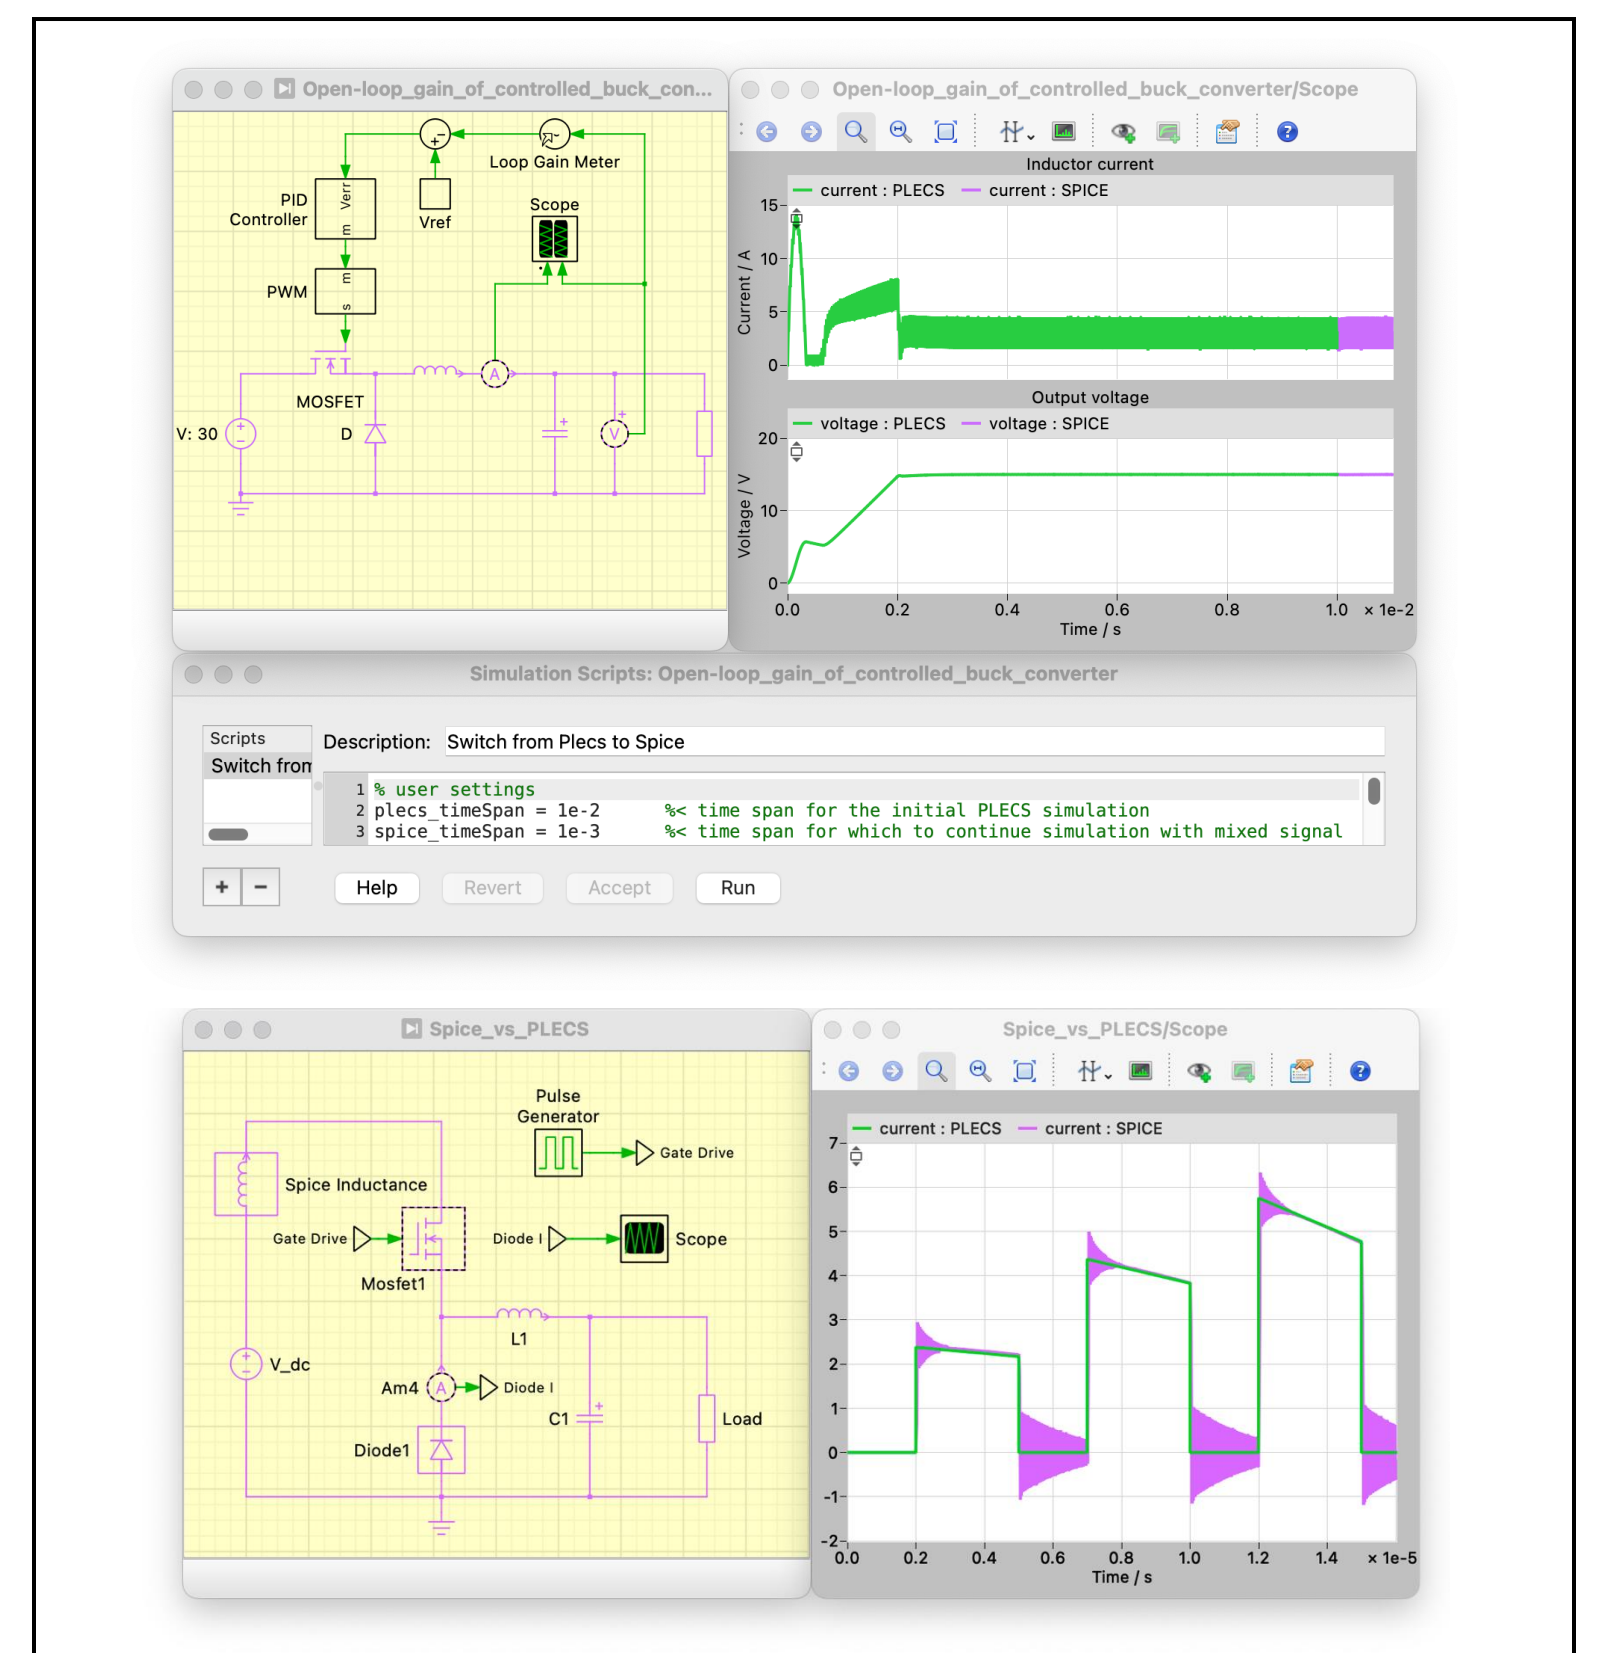 Open-loop_gain_of_controlled_buck_con...
Loop Gain Meter
PID
Controller
Verr
m
Vref
Scope
PWM
m
s
MOSFET
A
V: 30
D
V
Open-loop_gain_of_controlled_buck_converter/Scope
Inductor current
current : PLECS
current : SPICE
15
10
5
0
Current / A
Output voltage
voltage : PLECS
voltage : SPICE
20
10
0
Voltage / V
0.0 0.2 0.4 0.6 0.8 1.0 × 1e-2
Time / s
Simulation Scripts: Open-loop_gain_of_controlled_buck_converter
Scripts
Switch from
Description: Switch from Plecs to Spice
1 % user settings
2 plecs_timeSpan = 1e-2 %< time span for the initial PLECS simulation
3 spice_timeSpan = 1e-3 %< time span for which to continue simulation with mixed signal
+ −
Help
Revert
Accept
Run
Spice_vs_PLECS
Pulse
Generator
Gate Drive
Spice Inductance
Gate Drive
Diode I
Scope
Mosfet1
L1
V_dc
Am4
A
Diode I
C1
Load
Diode1
Spice_vs_PLECS/Scope
current : PLECS
current : SPICE
7
6
5
4
3
2
1
0
-1
-2
0.0 0.2 0.4 0.6 0.8 1.0 1.2 1.4 × 1e-5
Time / s